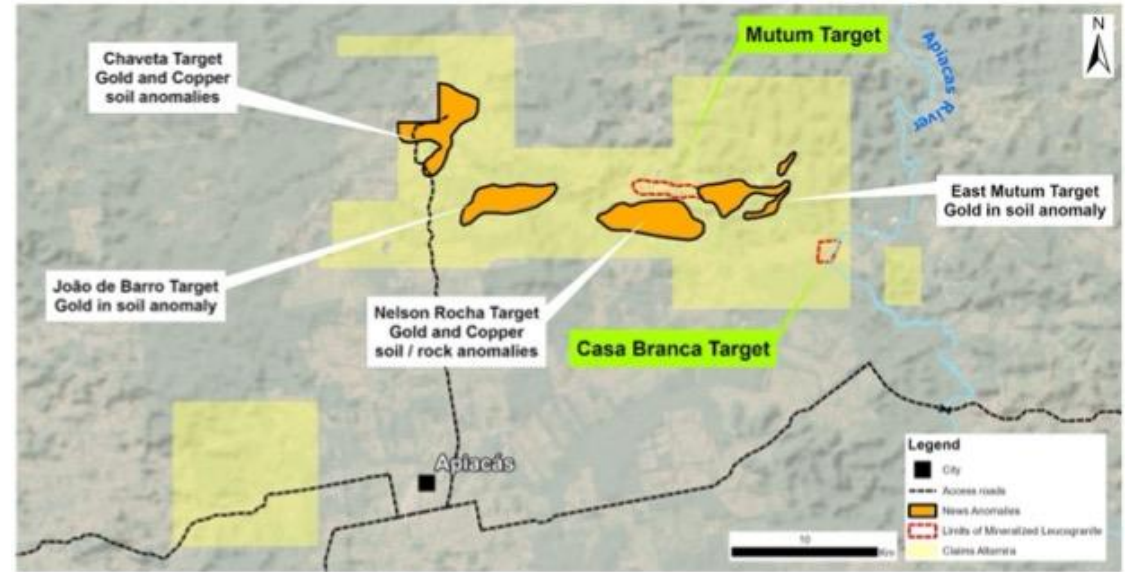 Mutum Target
N
Chaveta Target
Gold and Copper
soil anomalies
Apiacas River
East Mutum Target
Gold in soil anomaly
João de Barro Target
Gold in soil anomaly
Nelson Rocha Target
Gold and Copper
soil / rock anomalies
Casa Branca Target
Apiacás
Legend
City
Access roads
News Anomalies
Limits of Mineralized Leucogranite
Claims Altamira
10
Km